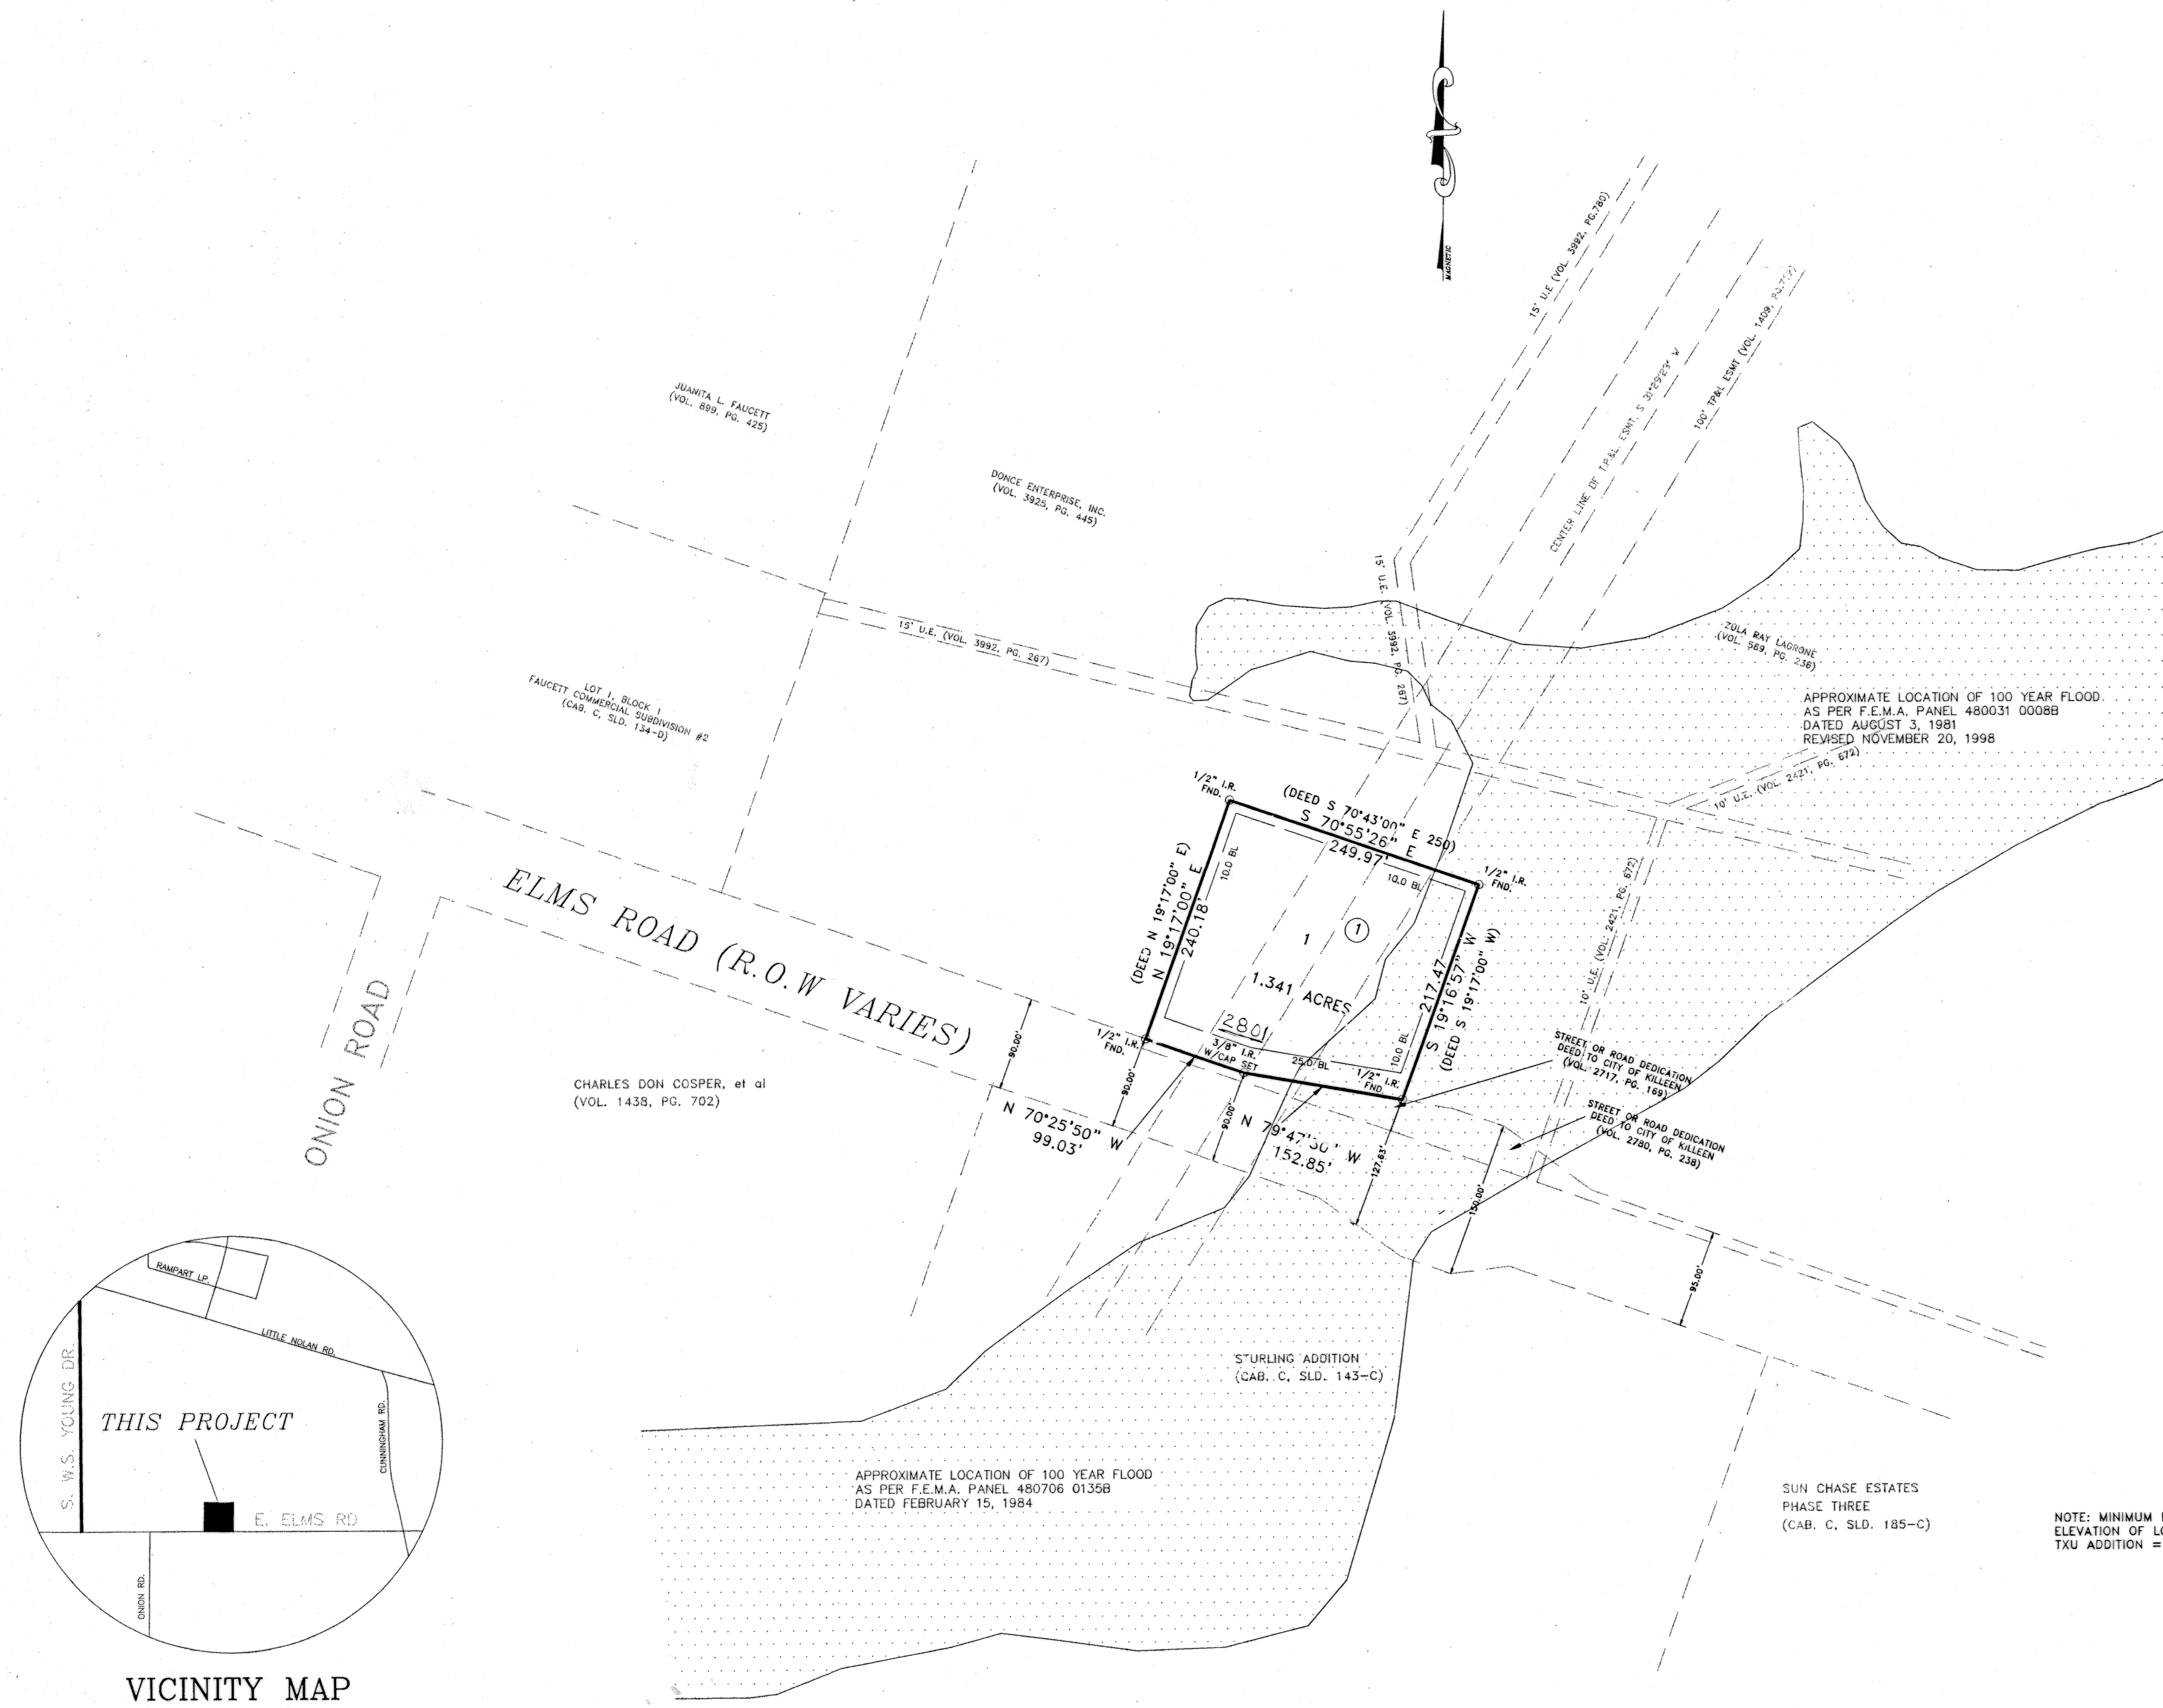 MAGNETIC
15' U.E (VOL. 3992, PG.780)
CENTER LINE OF T.P.&L. ESMT. S 31°29'23" W
100' TP&L ESMT (VOL. 1409,
JUANITA L. FAUCETT
(VOL. 899, PG. 425)
DONCE ENTERPRISE, INC.
(VOL. 3925, PG. 445)
15' U.E. (VOL. 3992, PG. 267)
15' U.E. (VOL. 3992, PG. 267)
ZULA RAY LAGRONE
(VOL. 569, PG. 236)
LOT 1, BLOCK 1
FAUCETT COMMERCIAL SUBDIVISION #2
(CAB. C, SLD. 134-D)
APPROXIMATE LOCATION OF 100 YEAR FLOOD
AS PER F.E.M.A. PANEL 480031 0008B
DATED AUGUST 3, 1981
REVISED NOVEMBER 20, 1998
10' U.E. (VOL. 2421, PG. 672)
1/2" I.R.
FND.
(DEED S 70°43'00" E 250)
S 70°55'26" E
249.97'
10.0 BL
10.0 BL
1/2" I.R.
FND.
(DEED N 19°17'00" E)
N 19°17'00" E
240.18'
1
1
1.341 ACRES
2801
217.47
S 19°16'57" W
(DEED S 19°17'00" W)
10.0 BL
10' U.E. (VOL. 2421, PG. 672)
ELMS ROAD (R.O.W VARIES)
ONION ROAD
90.00'
1/2" I.R.
FND.
3/8" I.R.
W/CAP SET
25.0/BL
1/2" I.R.
FND.
90.00'
90.00'
N 70°25'50" W
99.03'
N 79°47'30" W
152.85'
127.63'
150.00'
95.00'
STREET OR ROAD DEDICATION
DEED TO CITY OF KILLEEN
(VOL. 2717, PG. 169)
STREET OR ROAD DEDICATION
DEED TO CITY OF KILLEEN
(VOL. 2780, PG. 238)
CHARLES DON COSPER, et al
(VOL. 1438, PG. 702)
STURLING ADDITION
(CAB. C, SLD. 143-C)
APPROXIMATE LOCATION OF 100 YEAR FLOOD
AS PER F.E.M.A. PANEL 480706 0135B
DATED FEBRUARY 15, 1984
SUN CHASE ESTATES
PHASE THREE
(CAB. C, SLD. 185-C)
NOTE: MINIMUM
ELEVATION OF
TXU ADDITION =
RAMPART LP.
LITTLE NOLAN RD.
S. W.S. YOUNG DR.
THIS PROJECT
CUNNINGHAM RD.
E. ELMS RD
ONION RD.
VICINITY MAP